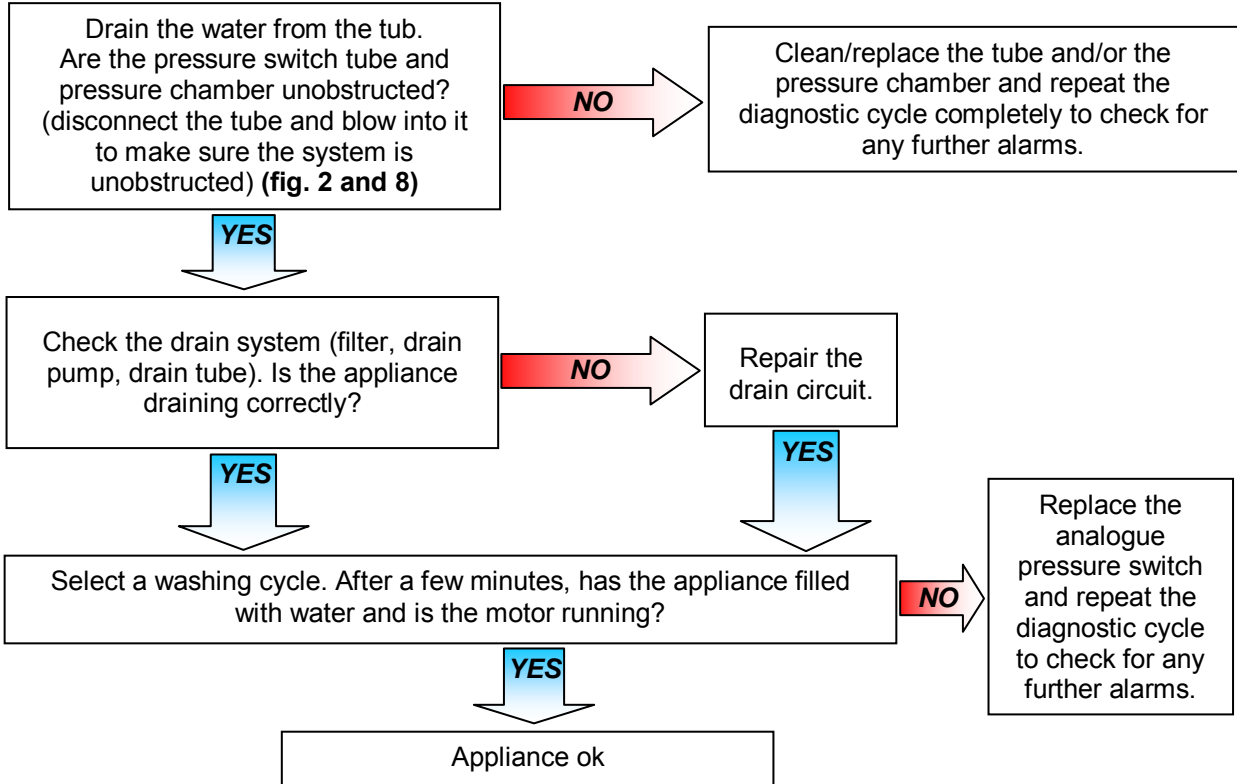 Drain the water from the tub.
Are the pressure switch tube and
pressure chamber unobstructed?
(disconnect the tube and blow into it
to make sure the system is
unobstructed) (fig. 2 and 8)
NO
Clean/replace the tube and/or the
pressure chamber and repeat the
diagnostic cycle completely to check for
any further alarms.
YES
Check the drain system (filter, drain
pump, drain tube). Is the appliance
draining correctly?
NO
Repair the
drain circuit.
YES
YES
Select a washing cycle. After a few minutes, has the appliance filled
with water and is the motor running?
NO
Replace the
analogue
pressure switch
and repeat the
diagnostic cycle
to check for any
further alarms.
YES
Appliance ok